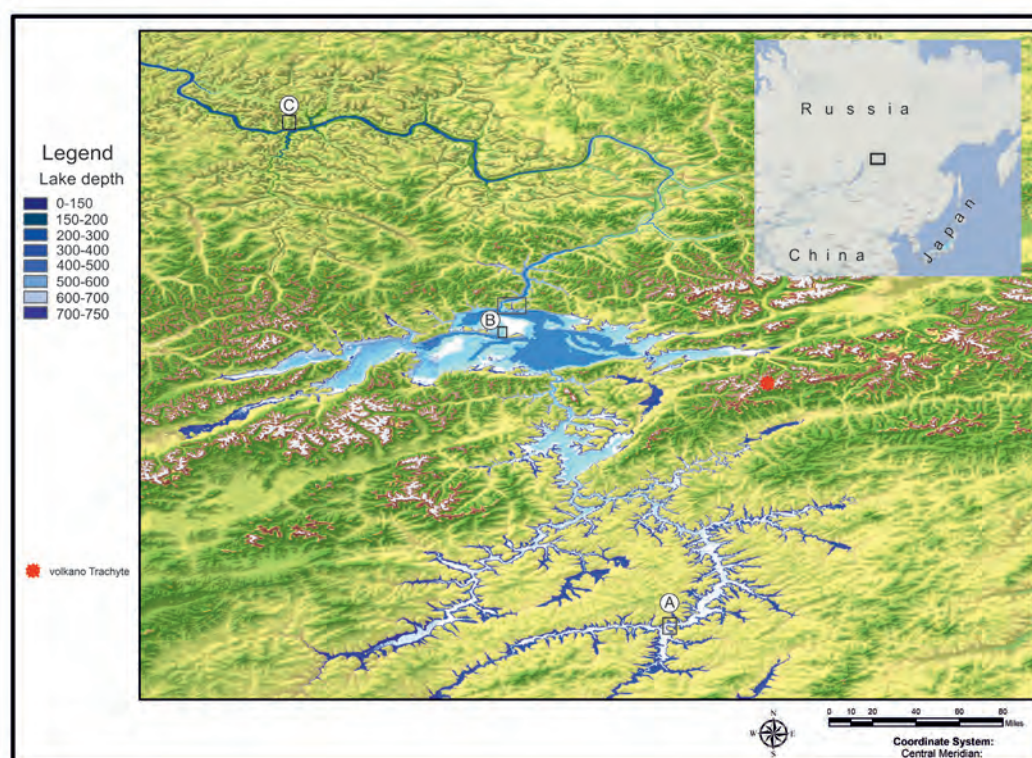 C
Russia
China
Japan
Legend
Lake depth
0-150
150-200
200-300
300-400
400-500
500-600
600-700
700-750
B
volkano Trachyte
A
N
W E
S
0 10 20 40 60 80
Miles
Coordinate System:
Central Meridian: